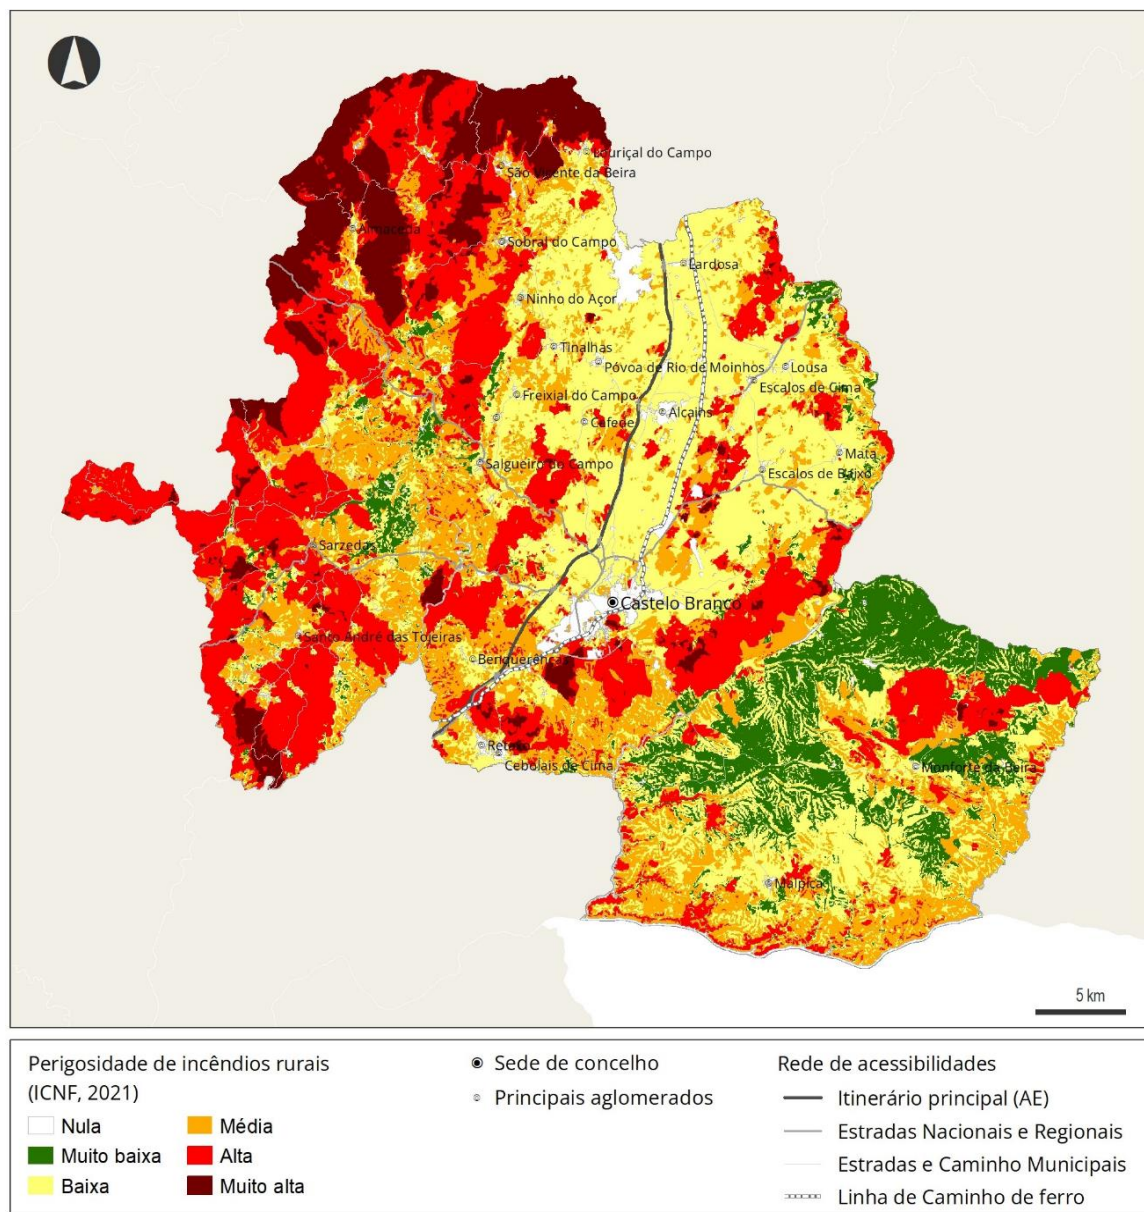 Louriçal do Campo
São Vicente da Beira
Almaceda
Sobral do Campo
Lardosa
Ninho do Açor
Tinalhas
Póvoa de Rio de Moinhos
Lousa
Escalos de Cima
Freixial do Campo
Alcains
Cafede
Mata
Salgueiro do Campo
Escalos de Baixo
Sarzedas
Castelo Branco
Santo André das Tojeiras
Benquerenças
Retaxo
Cebolais de Cima
Monforte da Beira
Malpica
5 km
Perigosidade de incêndios rurais
(ICNF, 2021)
Nula
Muito baixa
Baixa
Média
Alta
Muito alta
Sede de concelho
Principais aglomerados
Rede de acessibilidades
Itinerário principal (AE)
Estradas Nacionais e Regionais
Estradas e Caminho Municipais
Linha de Caminho de ferro